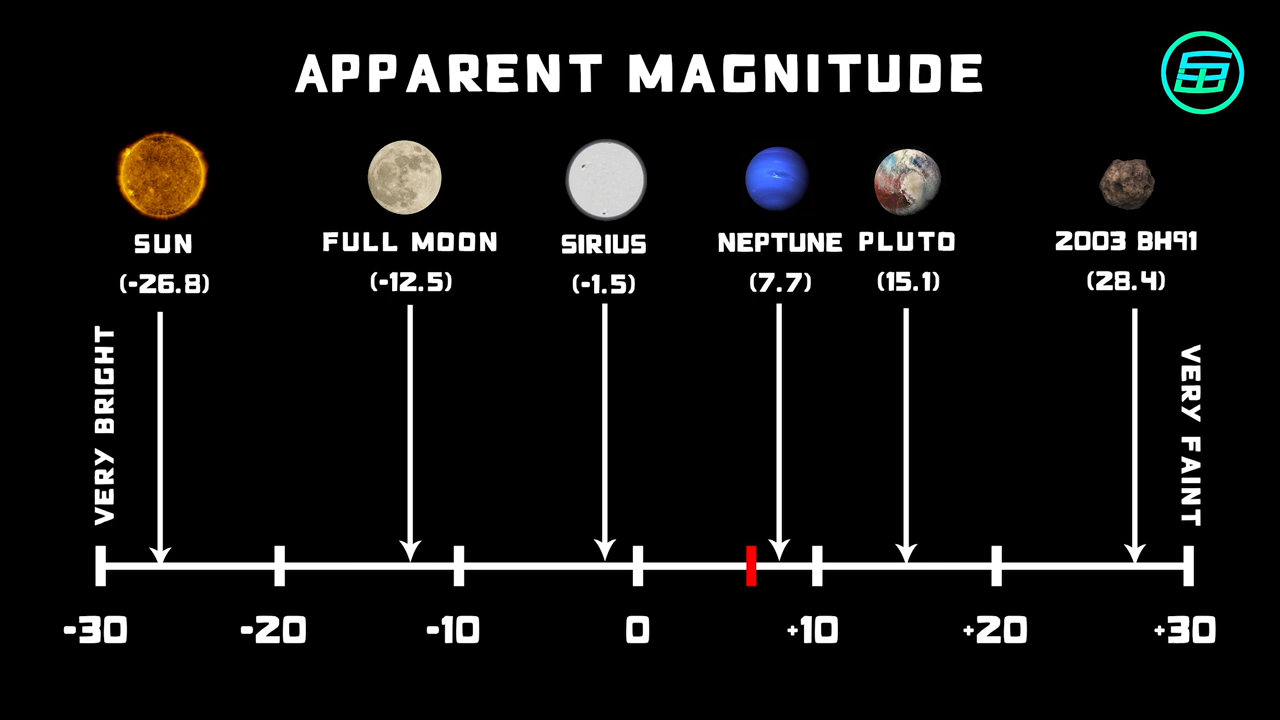 APPARENT MAGNITUDE
SUN
(-26.8)
FULL MOON
(-12.5)
SIRIUS
(-1.5)
NEPTUNE
(7.7)
PLUTO
(15.1)
2003 BH91
(28.4)
VERY BRIGHT
VERY FAINT
-30
-20
-10
0
+10
+20
+30